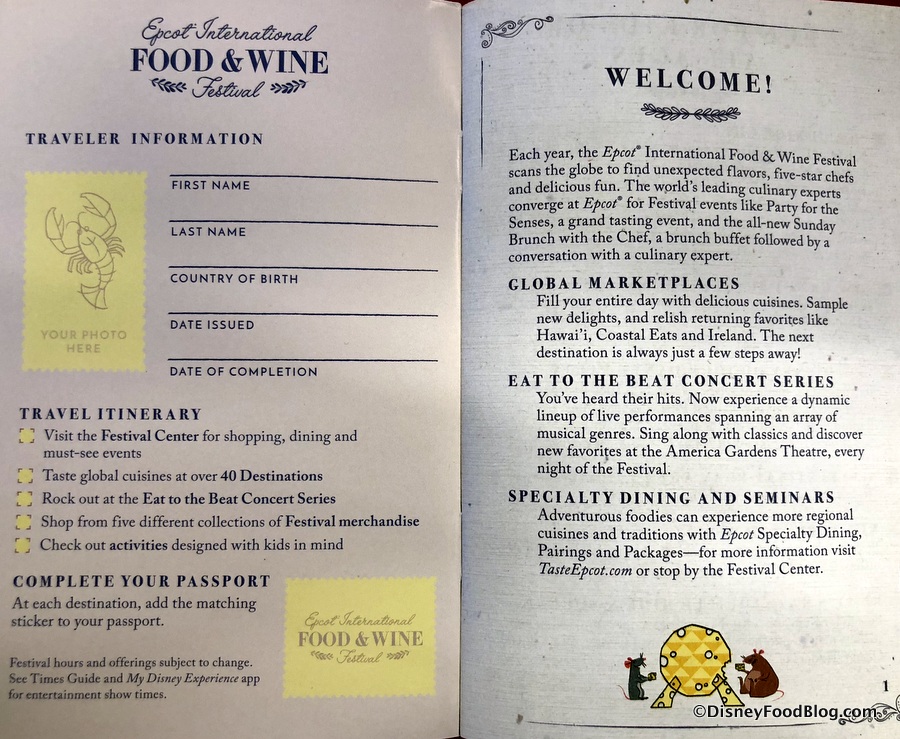 Epcot International
FOOD & WINE
Festival
TRAVELER INFORMATION
YOUR PHOTO
HERE
FIRST NAME
LAST NAME
COUNTRY OF BIRTH
DATE ISSUED
DATE OF COMPLETION
TRAVEL ITINERARY
Visit the Festival Center for shopping, dining and
must-see events
Taste global cuisines at over 40 Destinations
Rock out at the Eat to the Beat Concert Series
Shop from five different collections of Festival merchandise
Check out activities designed with kids in mind
COMPLETE YOUR PASSPORT
At each destination, add the matching
sticker to your passport.
Festival hours and offerings subject to change.
See Times Guide and My Disney Experience app
for entertainment show times.
Epcot International
FOOD & WINE
Festival
WELCOME!
Each year, the Epcot® International Food & Wine Festival
scans the globe to find unexpected flavors, five-star chefs
and delicious fun. The world's leading culinary experts
converge at Epcot® for Festival events like Party for the
Senses, a grand tasting event, and the all-new Sunday
Brunch with the Chef, a brunch buffet followed by a
conversation with a culinary expert.
GLOBAL MARKETPLACES
Fill your entire day with delicious cuisines. Sample
new delights, and relish returning favorites like
Hawai'i, Coastal Eats and Ireland. The next
destination is always just a few steps away!
EAT TO THE BEAT CONCERT SERIES
You've heard their hits. Now experience a dynamic
lineup of live performances spanning an array of
musical genres. Sing along with classics and discover
new favorites at the America Gardens Theatre, every
night of the Festival.
SPECIALTY DINING AND SEMINARS
Adventurous foodies can experience more regional
cuisines and traditions with Epcot Specialty Dining,
Pairings and Packages—for more information visit
TasteEpcot.com or stop by the Festival Center.
1
©DisneyFoodBlog.com